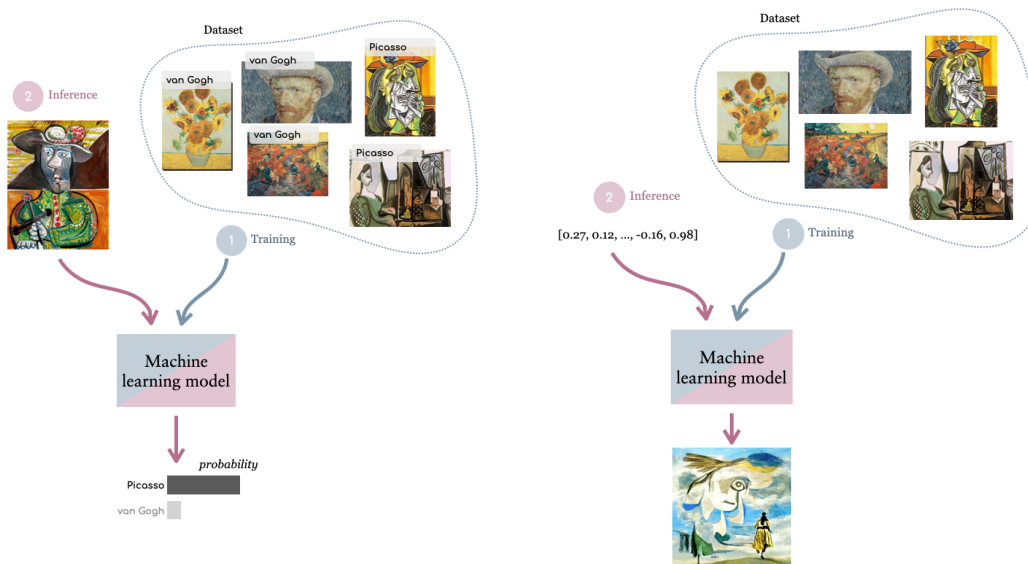 Dataset
van Gogh
van Gogh
Picasso
van Gogh
Picasso
2
Inference
1
Training
Machine
learning model
probability
Picasso
van Gogh
Dataset
2
Inference
[0.27, 0.12, ..., -0.16, 0.98]
1
Training
Machine
learning model